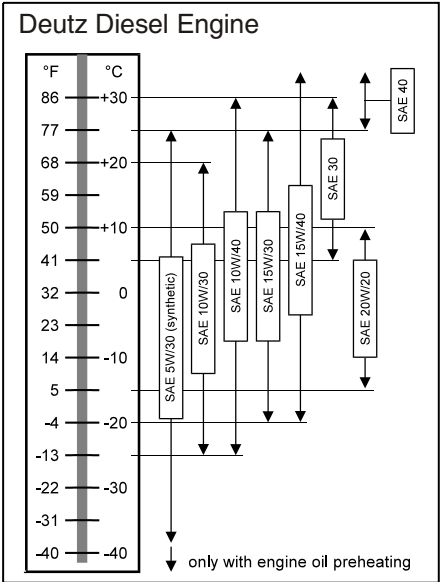 Deutz Diesel Engine
°F °C
86 +30
77
68 +20
59
50 +10
41
32 0
23
14 -10
5
-4 -20
-13
-22 -30
-31
-40 -40
SAE 5W/30 (synthetic)
SAE 10W/30
SAE 10W/40
SAE 15W/30
SAE 15W/40
SAE 30
SAE 20W/20
SAE 40
only with engine oil preheating